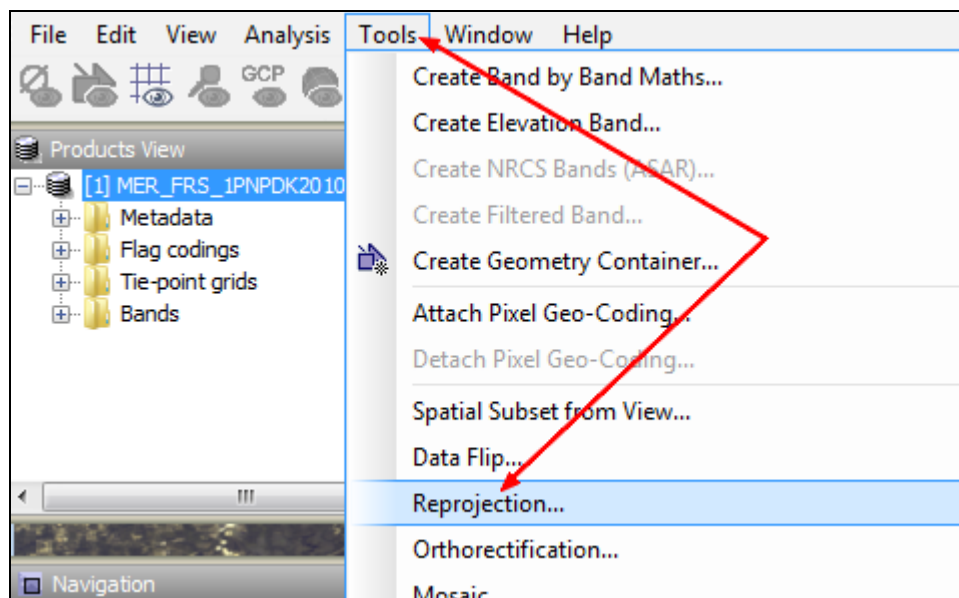 File Edit View Analysis Tools Window Help
GCP
Products View
[1] MER_FRS_1PNPDK2010
Metadata
Flag codings
Tie-point grids
Bands
Create Band by Band Maths...
Create Elevation Band...
Create NRCS Bands (ASAR)...
Create Filtered Band...
Create Geometry Container...
Attach Pixel Geo-Coding...
Detach Pixel Geo-Coding...
Spatial Subset from View...
Data Flip...
Reprojection...
Orthorectification...
Mosaic
Navigation